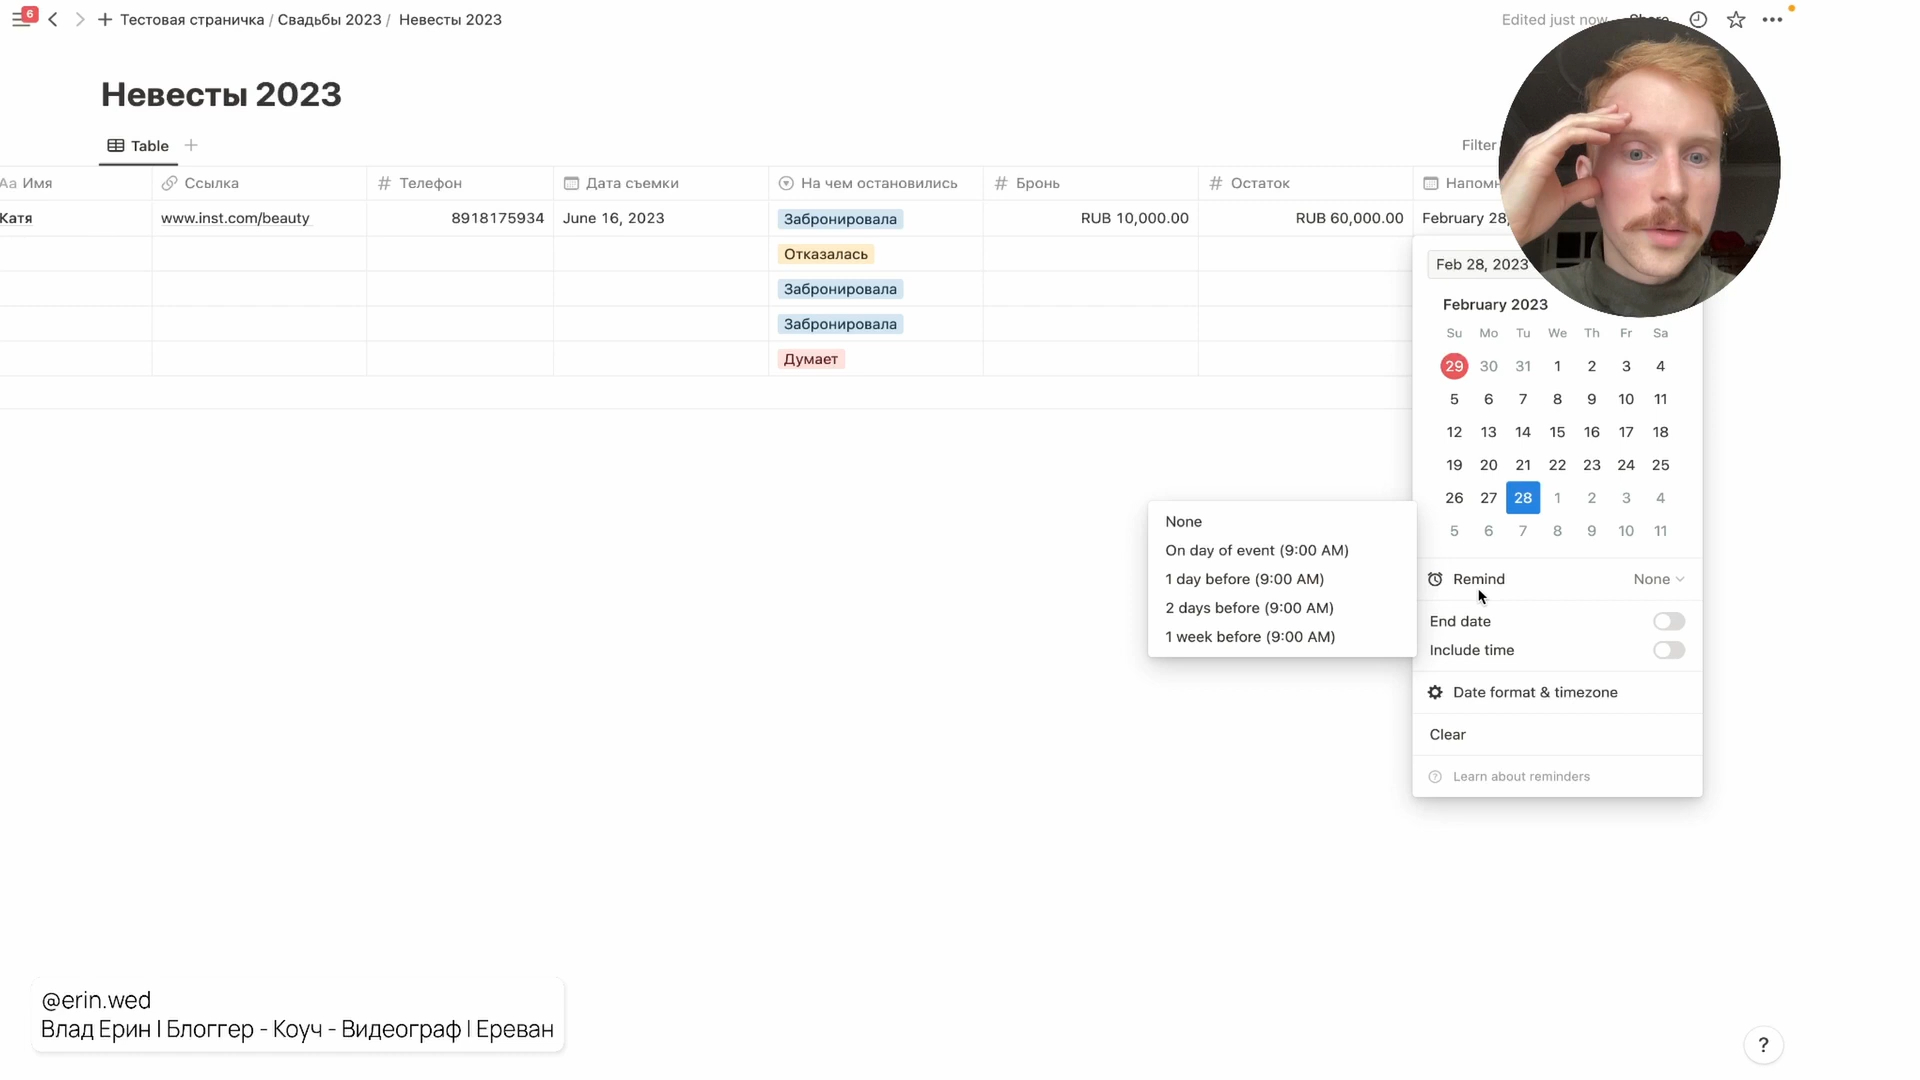 6
Тестовая страничка / Свадьбы 2023 / Невесты 2023
Edited just now
Share
Невесты 2023
Table
Filter
Aa Имя
Ссылка
# Телефон
Дата съемки
На чем остановились
# Бронь
# Остаток
Катя
www.inst.com/beauty
8918175934
June 16, 2023
Забронировала
RUB 10,000.00
RUB 60,000.00
February 28,
Отказалась
Забронировала
Забронировала
Думает
Feb 28, 2023
February 2023
Su Mo Tu We Th Fr Sa
29 30 31 1 2 3 4
5 6 7 8 9 10 11
12 13 14 15 16 17 18
19 20 21 22 23 24 25
26 27 28 1 2 3 4
5 6 7 8 9 10 11
None
On day of event (9:00 AM)
1 day before (9:00 AM)
2 days before (9:00 AM)
1 week before (9:00 AM)
Remind None
End date
Include time
Date format & timezone
Clear
Learn about reminders
@erin.wed
Влад Ерин | Блоггер - Коуч - Видеограф | Ереван
?